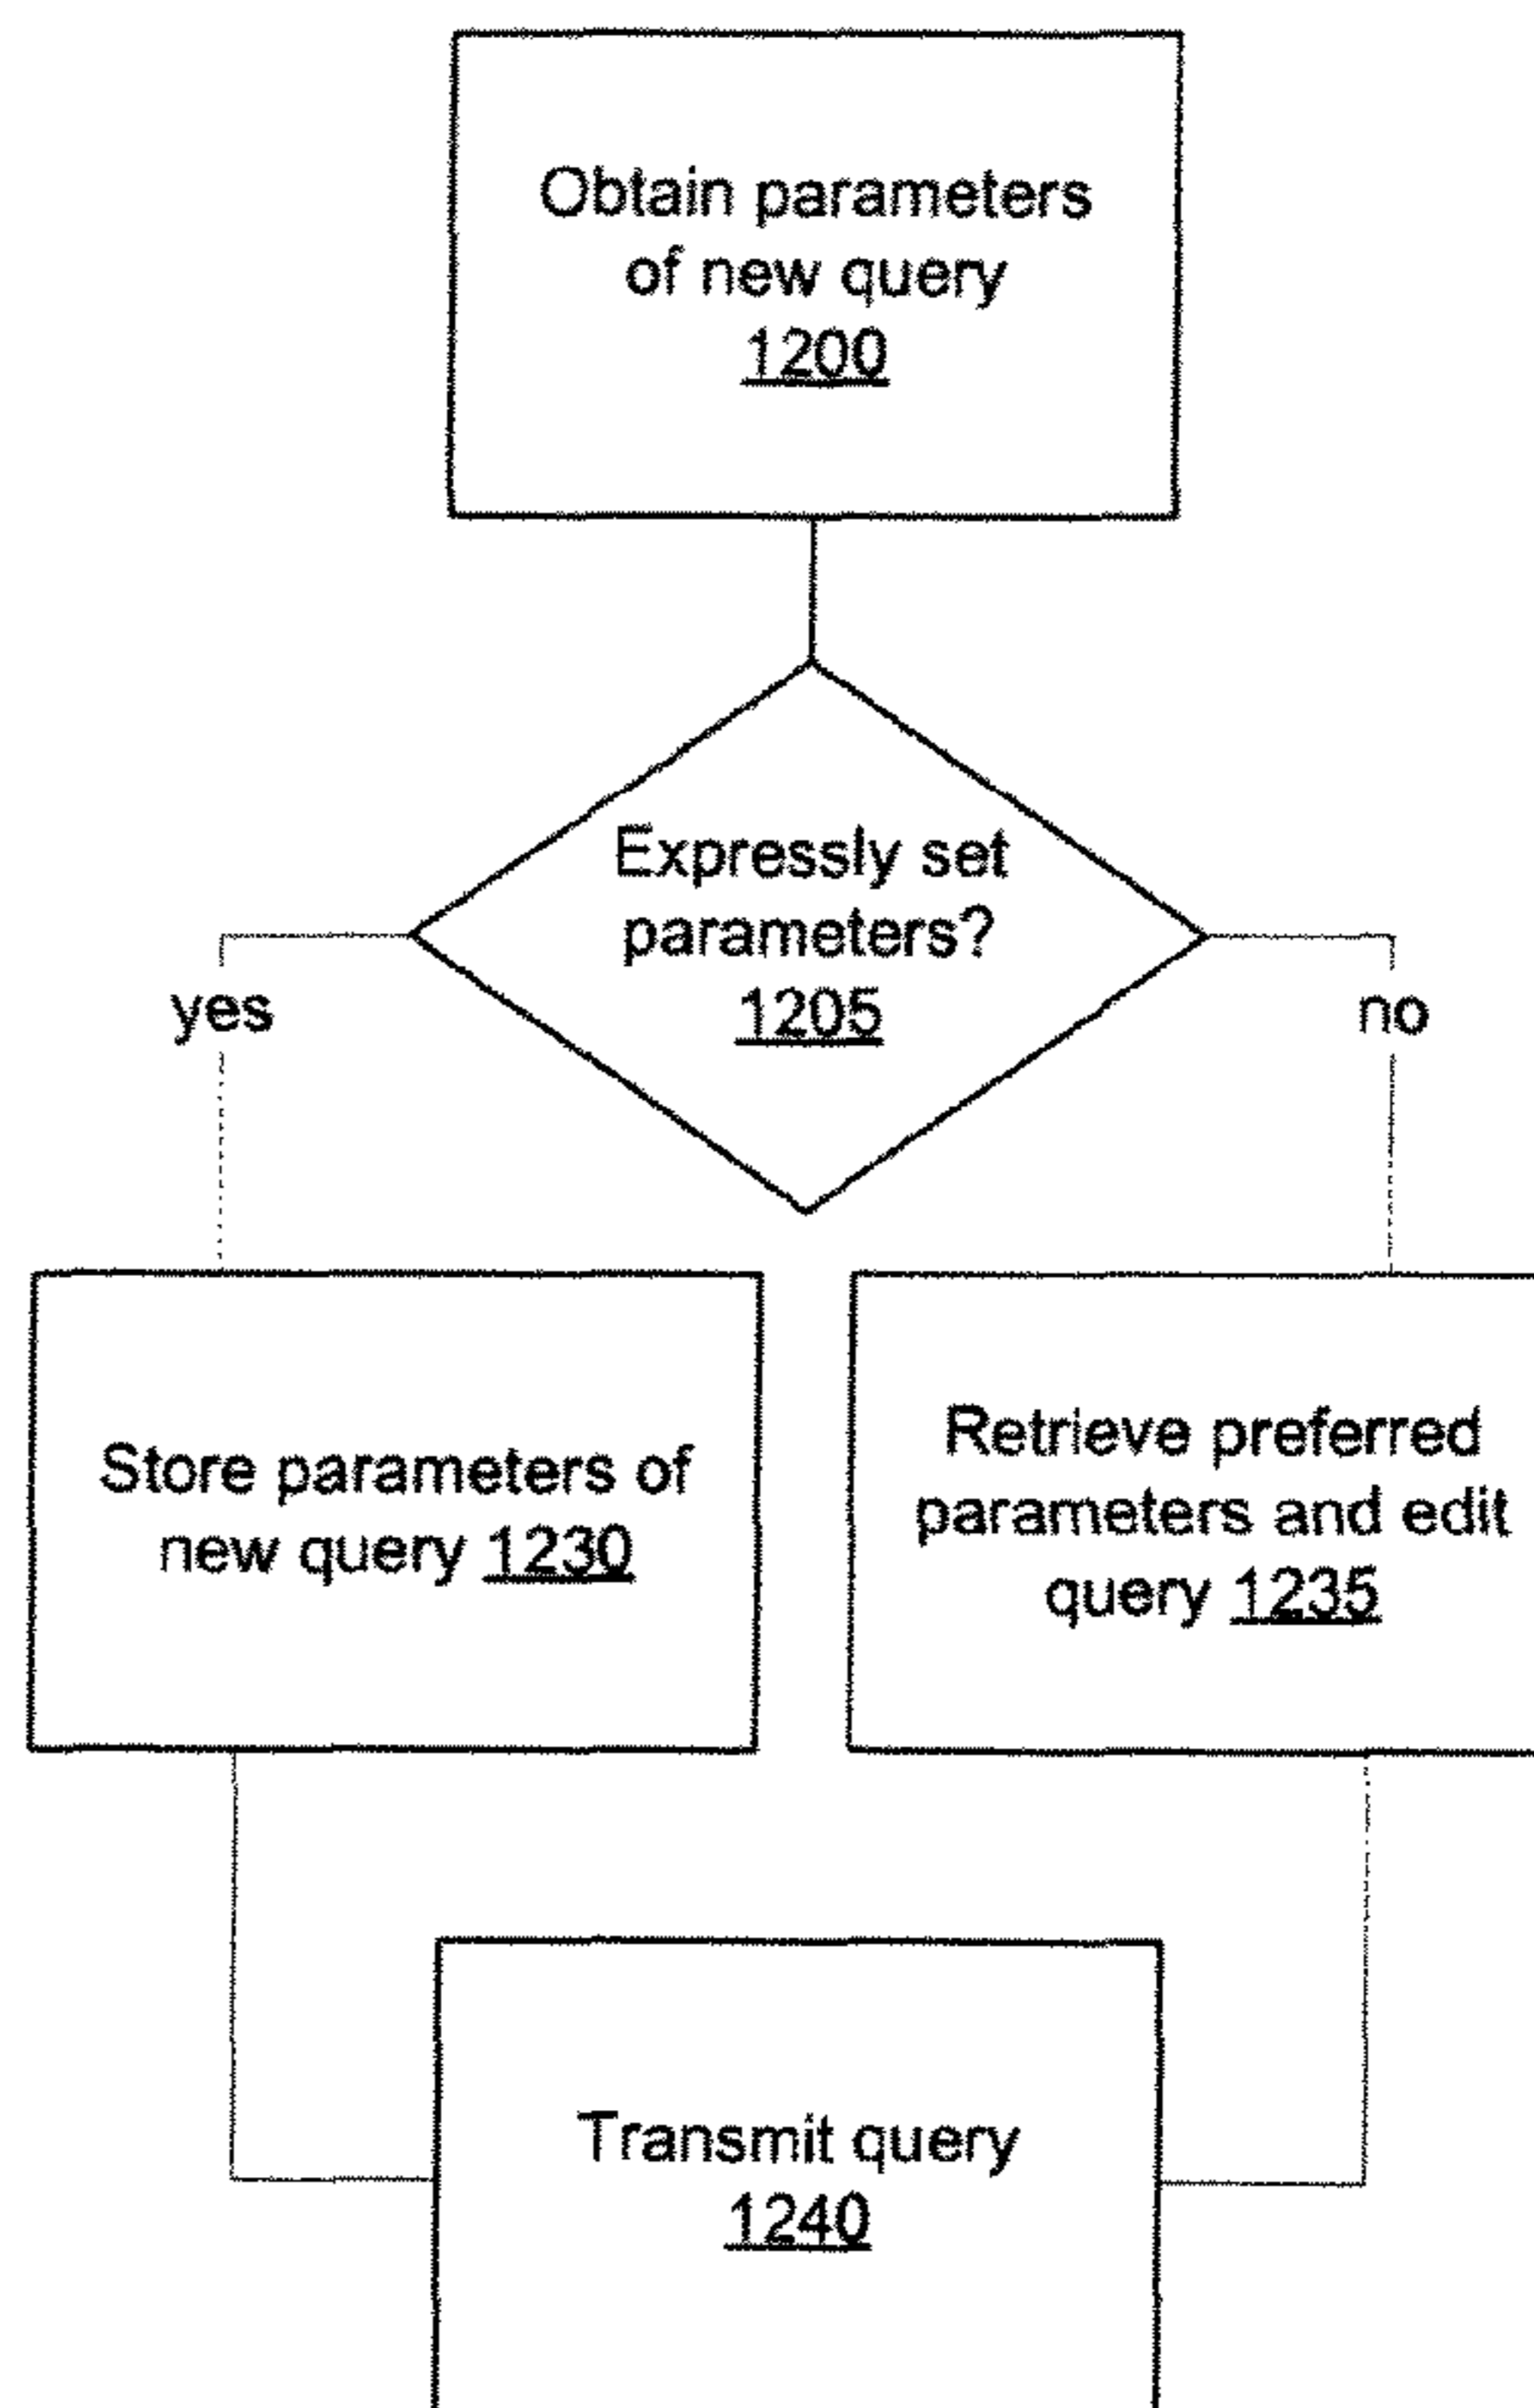 Obtain parameters
of new query
1200
Expressly set
parameters?
1205
yes
no
Store parameters of
new query 1230
Retrieve preferred
parameters and edit
query 1235
Transmit query
1240